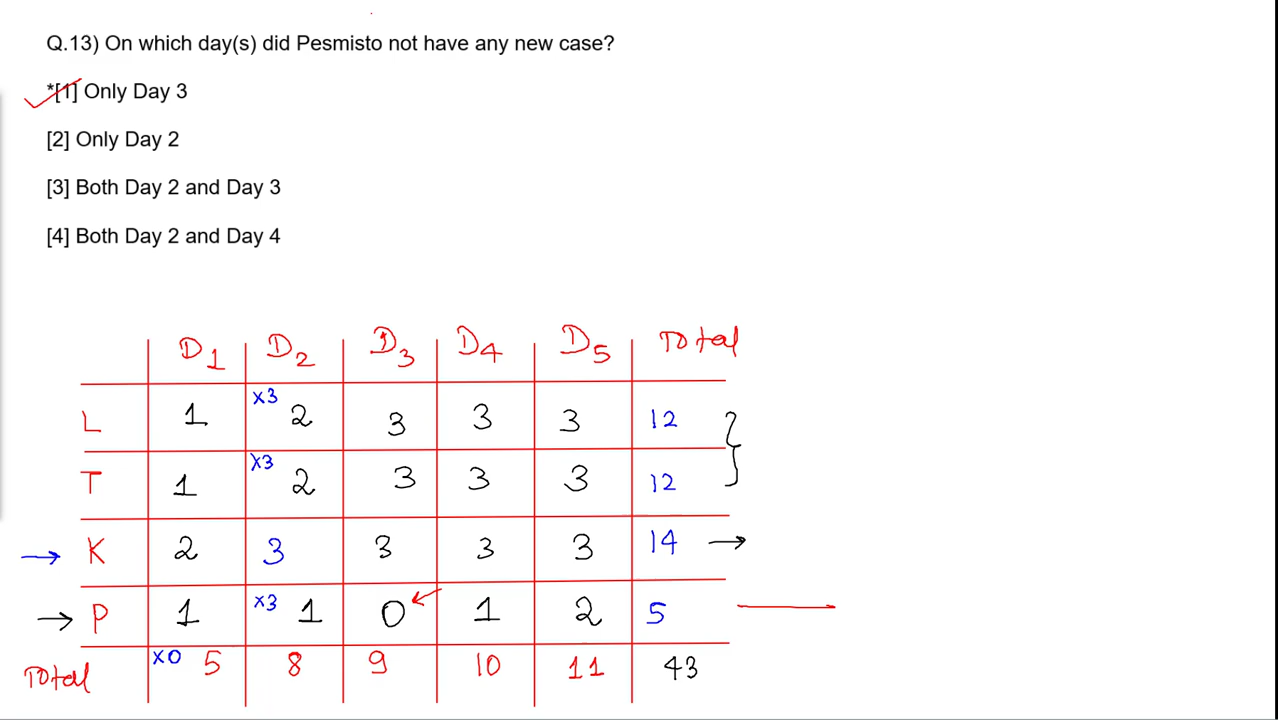 Q.13) On which day(s) did Pesmisto not have any new case?
*[1] Only Day 3
[2] Only Day 2
[3] Both Day 2 and Day 3
[4] Both Day 2 and Day 4
D1 D2 D3 D4 D5 Total
L 1 x3 2 3 3 3 12
T 1 x3 2 3 3 3 12
K 2 3 3 3 3 14
P 1 x3 1 0 1 2 5
Total x0 5 8 9 10 11 43